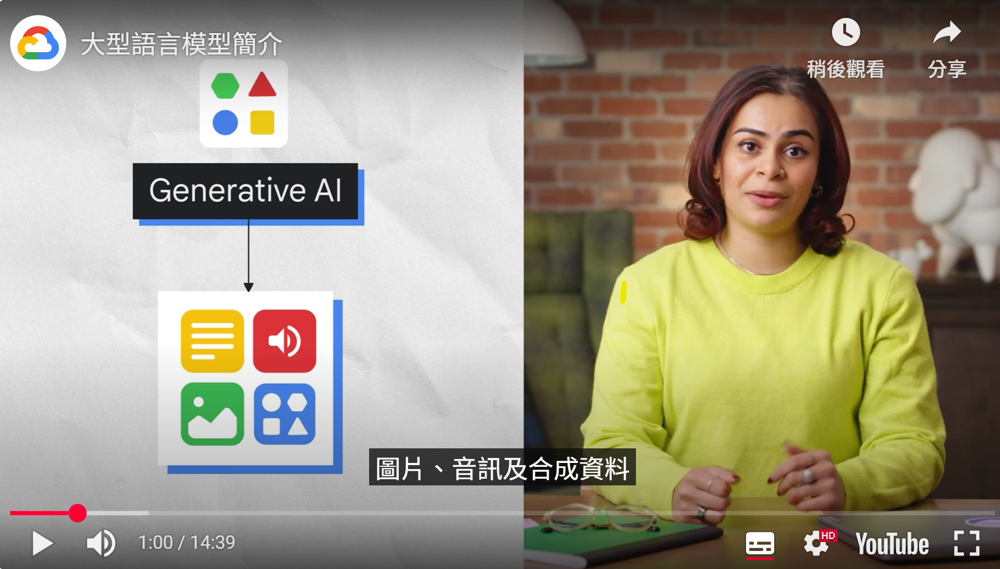 大型語言模型簡介
稍後觀看
分享
Generative AI
圖片、音訊及合成資料
1:00 / 14:39
HD
YouTube